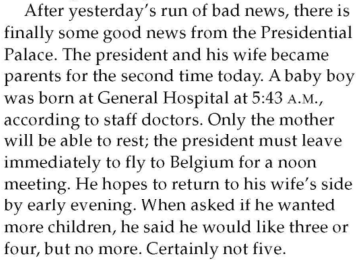 After yesterday's run of bad news, there is
finally some good news from the Presidential
Palace. The president and his wife became
parents for the second time today. A baby boy
was born at General Hospital at 5:43 A.M.,
according to staff doctors. Only the mother
will be able to rest; the president must leave
immediately to fly to Belgium for a noon
meeting. He hopes to return to his wife's side
by early evening. When asked if he wanted
more children, he said he would like three or
four, but no more. Certainly not five.